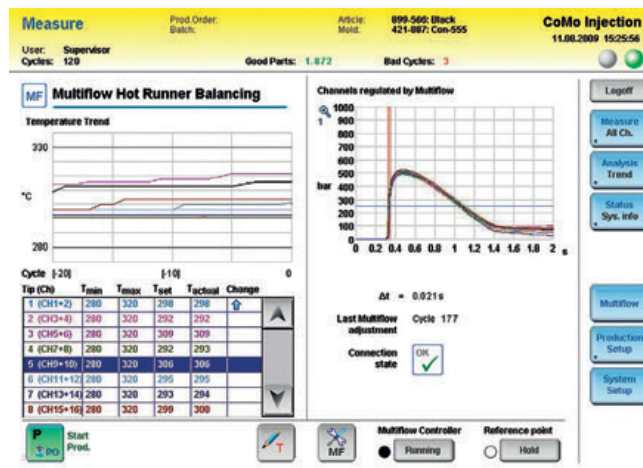 Measure
Prod.Order:
Batch:
Article: 899-566: Black
Mold: 421-887: Con-555
CoMo Injection
11.08.2009 15:25:56
User: Supervisor
Cycles: 120
Good Parts: 1.872
Bad Cycles: 3
MF Multiflow Hot Runner Balancing
Temperature Trend
330
°C
280
Cycle [-20] [-10] 0
Tip (Ch) Tmin Tmax Tset Tactual Change
1 (CH1+2) 280 320 298 298
2 (CH3+4) 280 320 292 292
3 (CH5+6) 280 320 309 309
4 (CH7+8) 280 320 292 293
5 (CH9+10) 280 320 306 306
6 (CH11+12) 280 320 295 295
7 (CH13+14) 280 320 293 294
8 (CH15+16) 280 320 299 300
Channels regulated by Multiflow
1
1000
900
800
700
600
500
bar 400
300
200
100
0
0 0.2 0.4 0.6 0.8 1 1.2 1.4 1.6 1.8 2 s
Δt = 0.021s
Last Multiflow adjustment Cycle 177
Connection state OK
Logoff
Measure
All Ch.
Analysis
Trend
Status
Sys. info
Multiflow
Production
Setup
System
Setup
P
PO
Start
Prod.
T
MF
Multiflow Controller
Running
Reference point
Hold